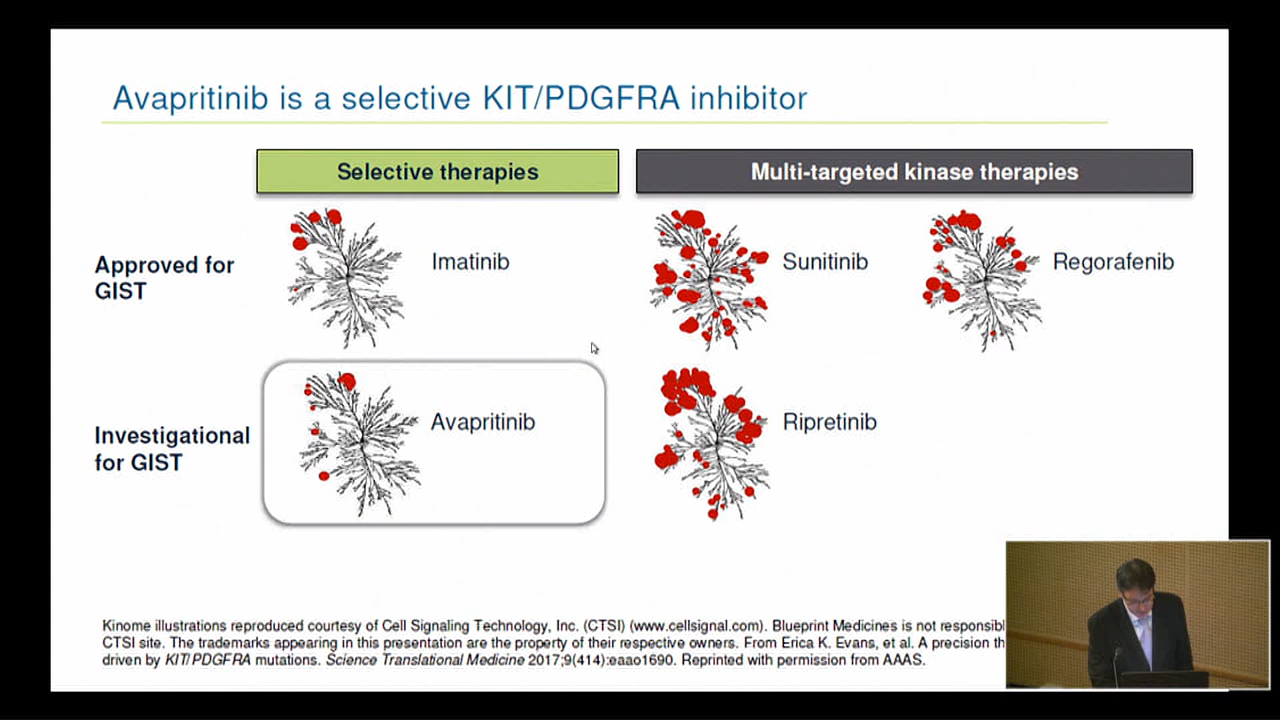 Avapritinib is a selective KIT/PDGFRA inhibitor
Selective therapies
Multi-targeted kinase therapies
Approved for
GIST
Imatinib
Sunitinib
Regorafenib
Investigational
for GIST
Avapritinib
Ripretinib
Kinome illustrations reproduced courtesy of Cell Signaling Technology, Inc. (CTSI) (www.cellsignal.com). Blueprint Medicines is not
CTSI site. The trademarks appearing in this presentation are the property of their respective owners. From Erica K. Evans, et al. A precision
driven by KIT/PDGFRA mutations. Science Translational Medicine 2017;9(414):eaao1690. Reprinted with permission from AAAS.